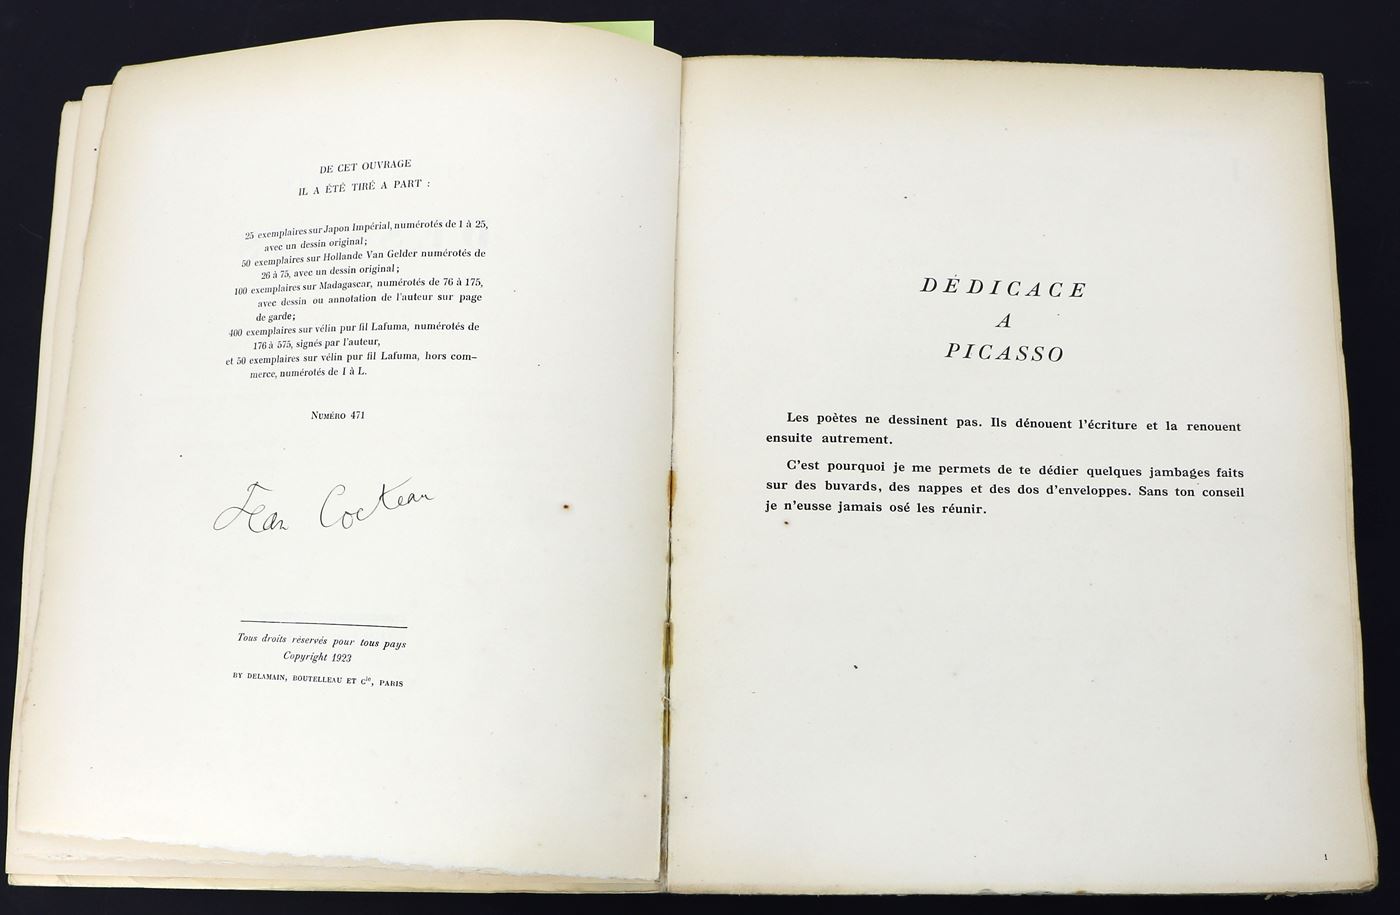 DE CET OUVRAGE
IL A ÉTÉ TIRÉ A PART :
25 exemplaires sur Japon Impérial, numérotés de 1 à 25,
avec un dessin original;
50 exemplaires sur Hollande Van Gelder numérotés de
26 à 75, avec un dessin original;
100 exemplaires sur Madagascar, numérotés de 76 à 175,
avec dessin ou annotation de l'auteur sur page
de garde;
400 exemplaires sur vélin pur fil Lafuma, numérotés de
176 à 575, signés par l'auteur,
et 50 exemplaires sur vélin pur fil Lafuma, hors com-
merce, numérotés de I à L.
NUMÉRO 471
Jean Cocteau
Tous droits réservés pour tous pays
Copyright 1923
BY DELAMAIN, BOUTELLEAU ET Cie, PARIS
DÉDICACE
A
PICASSO
Les poètes ne dessinent pas. Ils dénouent l'écriture et la renouent
ensuite autrement.
C'est pourquoi je me permets de te dédier quelques jambages faits
sur des buvards, des nappes et des dos d'enveloppes. Sans ton conseil
je n'eusse jamais osé les réunir.
1